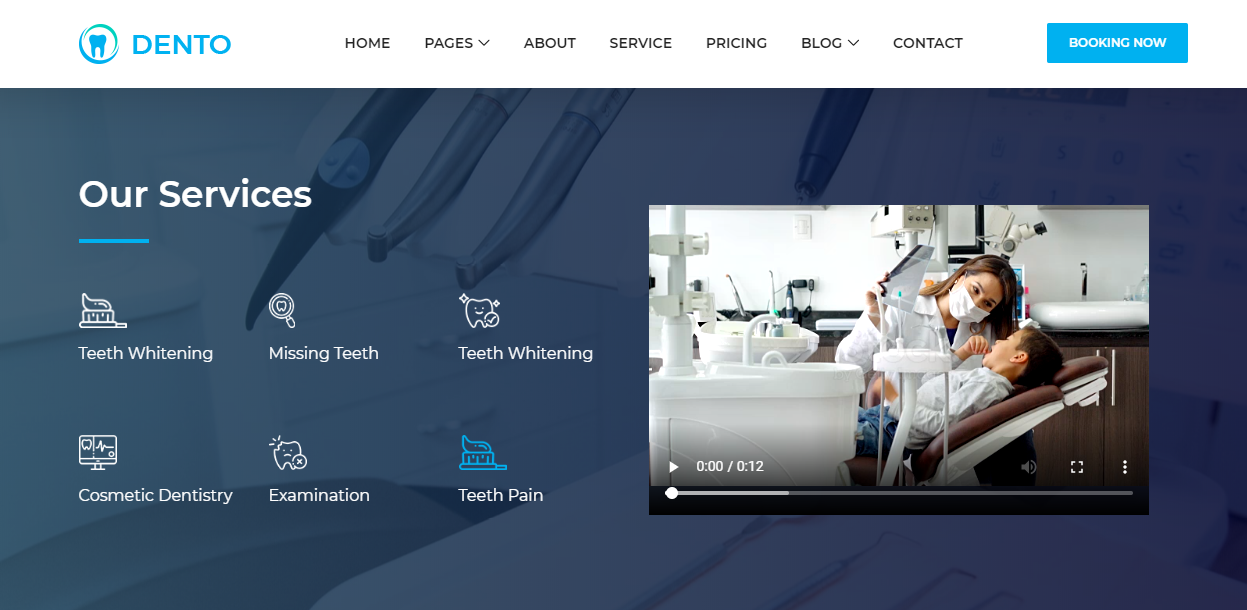 DENTO
HOME
PAGES
ABOUT
SERVICE
PRICING
BLOG
CONTACT
BOOKING NOW
Our Services
Teeth Whitening
Missing Teeth
Teeth Whitening
Cosmetic Dentistry
Examination
Teeth Pain
0:00 / 0:12